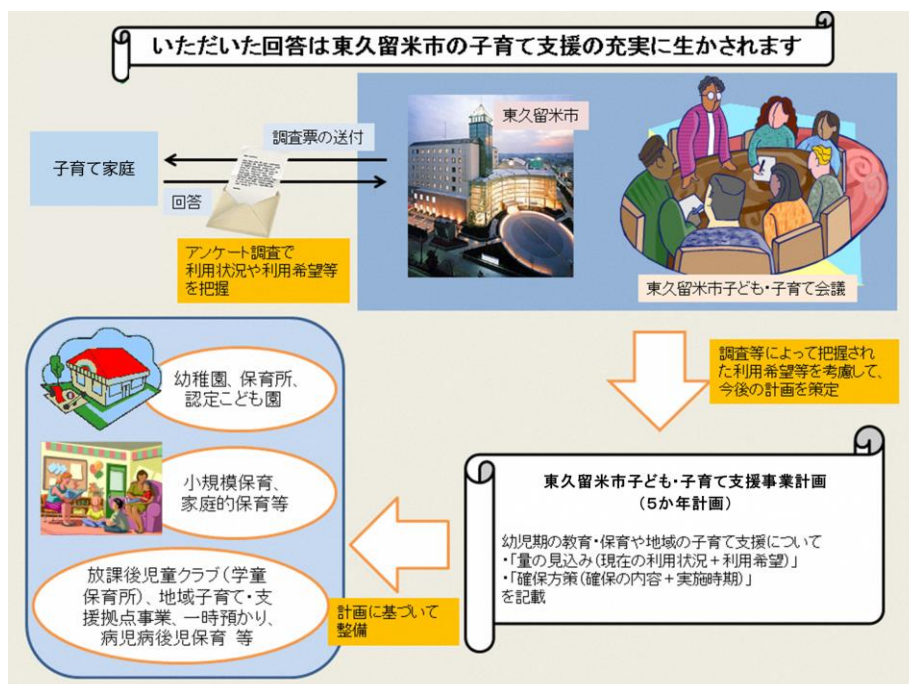 いただいた回答は東久留米市の子育て支援の充実に生かされます
子育て家庭
調査票の送付
回答
アンケート調査で
利用状況や利用希望等
を把握
東久留米市
東久留米市子ども・子育て会議
調査等によって把握され
た利用希望等を考慮して、
今後の計画を策定
東久留米市子ども・子育て支援事業計画
（５か年計画）
幼児期の教育・保育や地域の子育て支援について
・「量の見込み（現在の利用状況＋利用希望）」
・「確保方策（確保の内容＋実施時期）」
を記載
計画に基づいて
整備
幼稚園、保育所、
認定こども園
小規模保育、
家庭的保育等
放課後児童クラブ（学童
保育所）、地域子育て・支
援拠点事業、一時預かり、
病児病後児保育 等